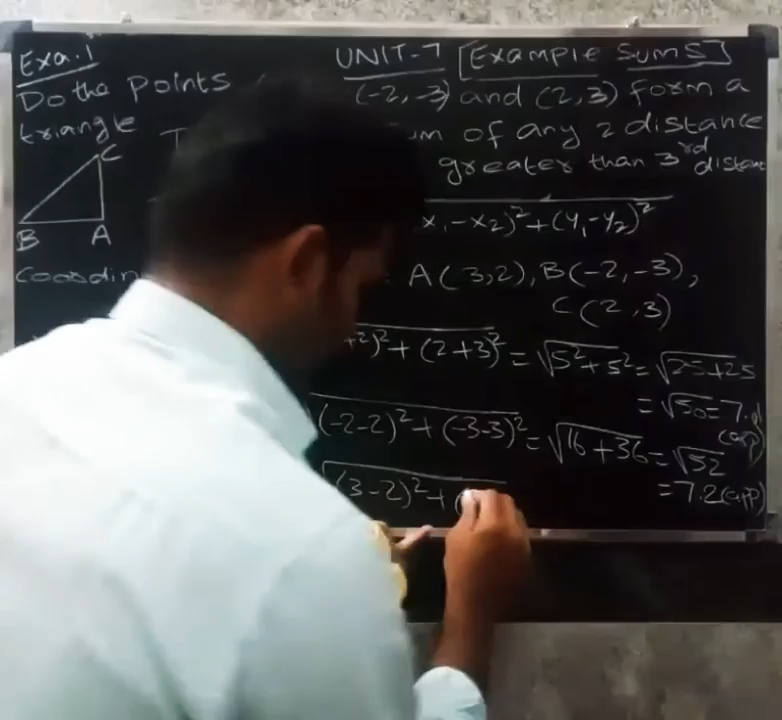 Exa.1
UNIT-7 [Example Sums]
Do the points (-2,-3) and (2,3) form a
triangle um of any 2 distance
greater than 3rd distan
C
B A
x₁-x₂)²+(y₁-y₂)²
Coordin A(3,2), B(-2,-3),
C(2,3)
+2)²+(2+3)² = √5²+5² = √25+25
= √50=7.01
(app)
(-2-2)²+(-3-3)² = √16+36 = √52
= 7.2(app)
√(3-2)²+(